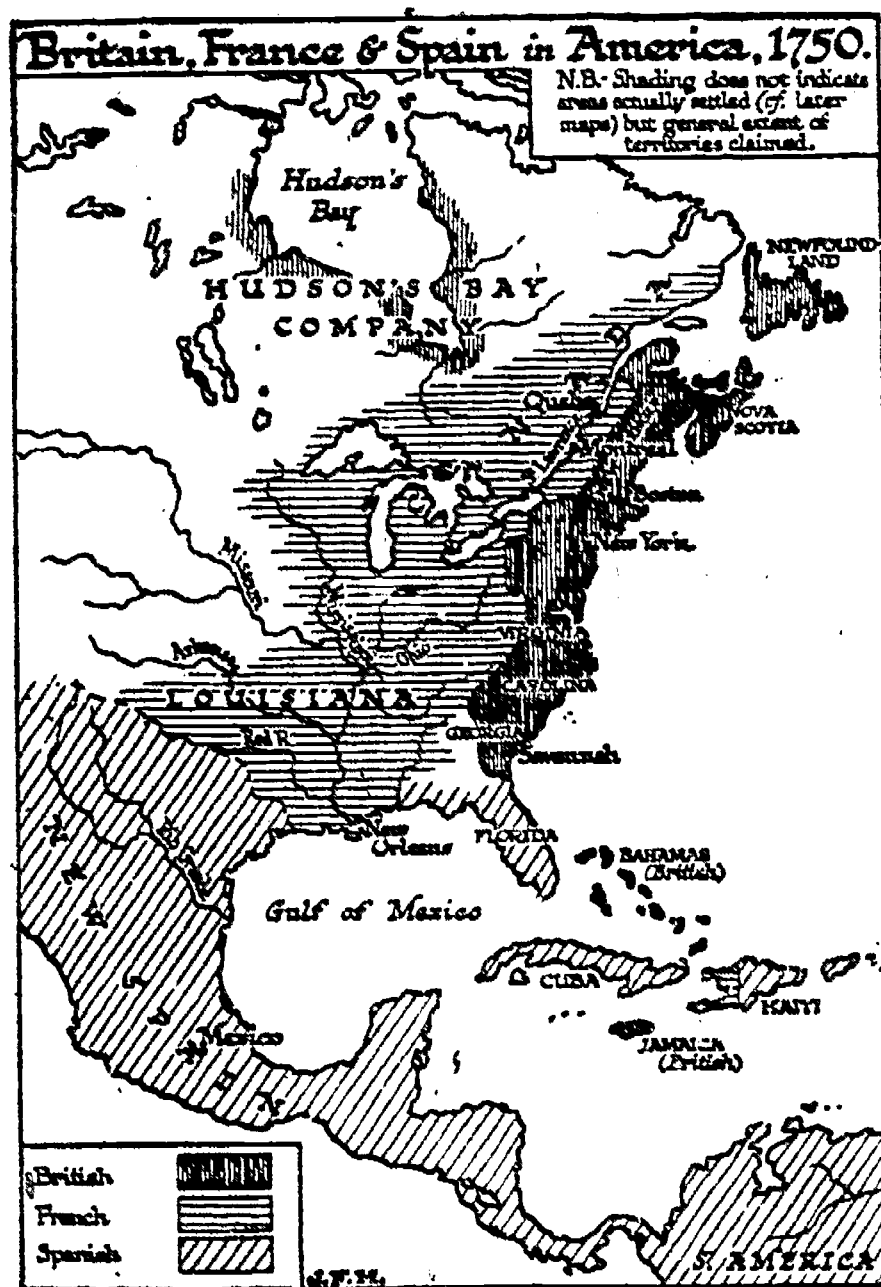 Britain, France & Spain in America, 1750.
N.B.- Shading does not indicate
areas actually settled (cf. later
maps) but general extent of
territories claimed.
Hudson's
Bay
NEWFOUND-
LAND
HUDSON'S BAY
COMPANY
Quebec
NOVA
SCOTIA
Montreal
Boston
New York
Missouri
Ohio
VIRGINIA
Arkansas
CAROLINA
LOUISIANA
GEORGIA
Red R.
Savannah
New
Orleans
FLORIDA
BAHAMAS
(British)
Gulf of Mexico
CUBA
HAITI
Mexico
JAMAICA
(British)
British
French
Spanish
S. AMERICA
J.F.H.